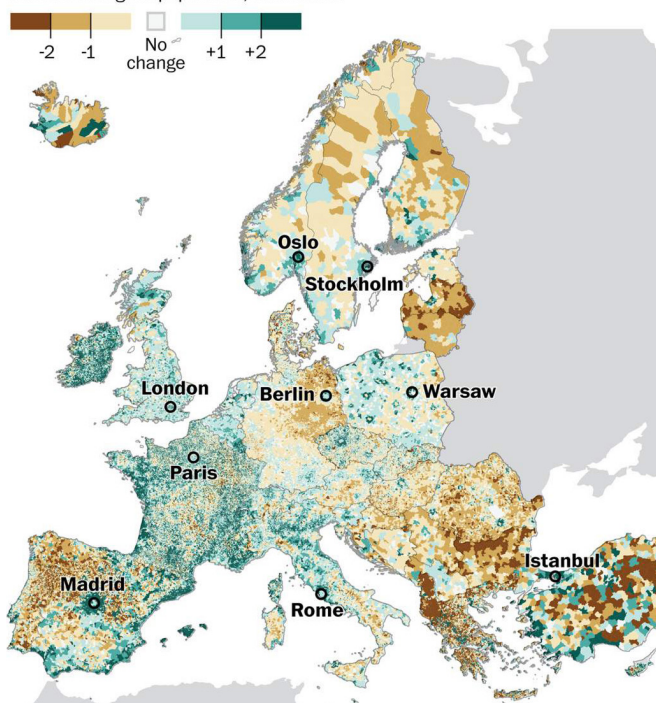 -2 -1 No +1 +2
change
Oslo
Stockholm
London
Berlin
Warsaw
Paris
Istanbul
Madrid
Rome